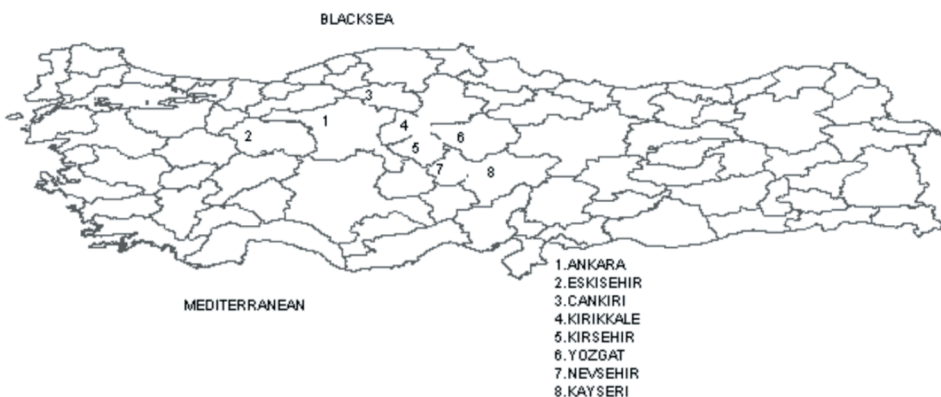 BLACKSEA
3
1
4
2
6
5
7
8
MEDITERRANEAN
1.ANKARA
2.ESKISEHIR
3.CANKIRI
4.KIRIKKALE
5.KIRSEHIR
6.YOZGAT
7.NEVSEHIR
8.KAYSERI